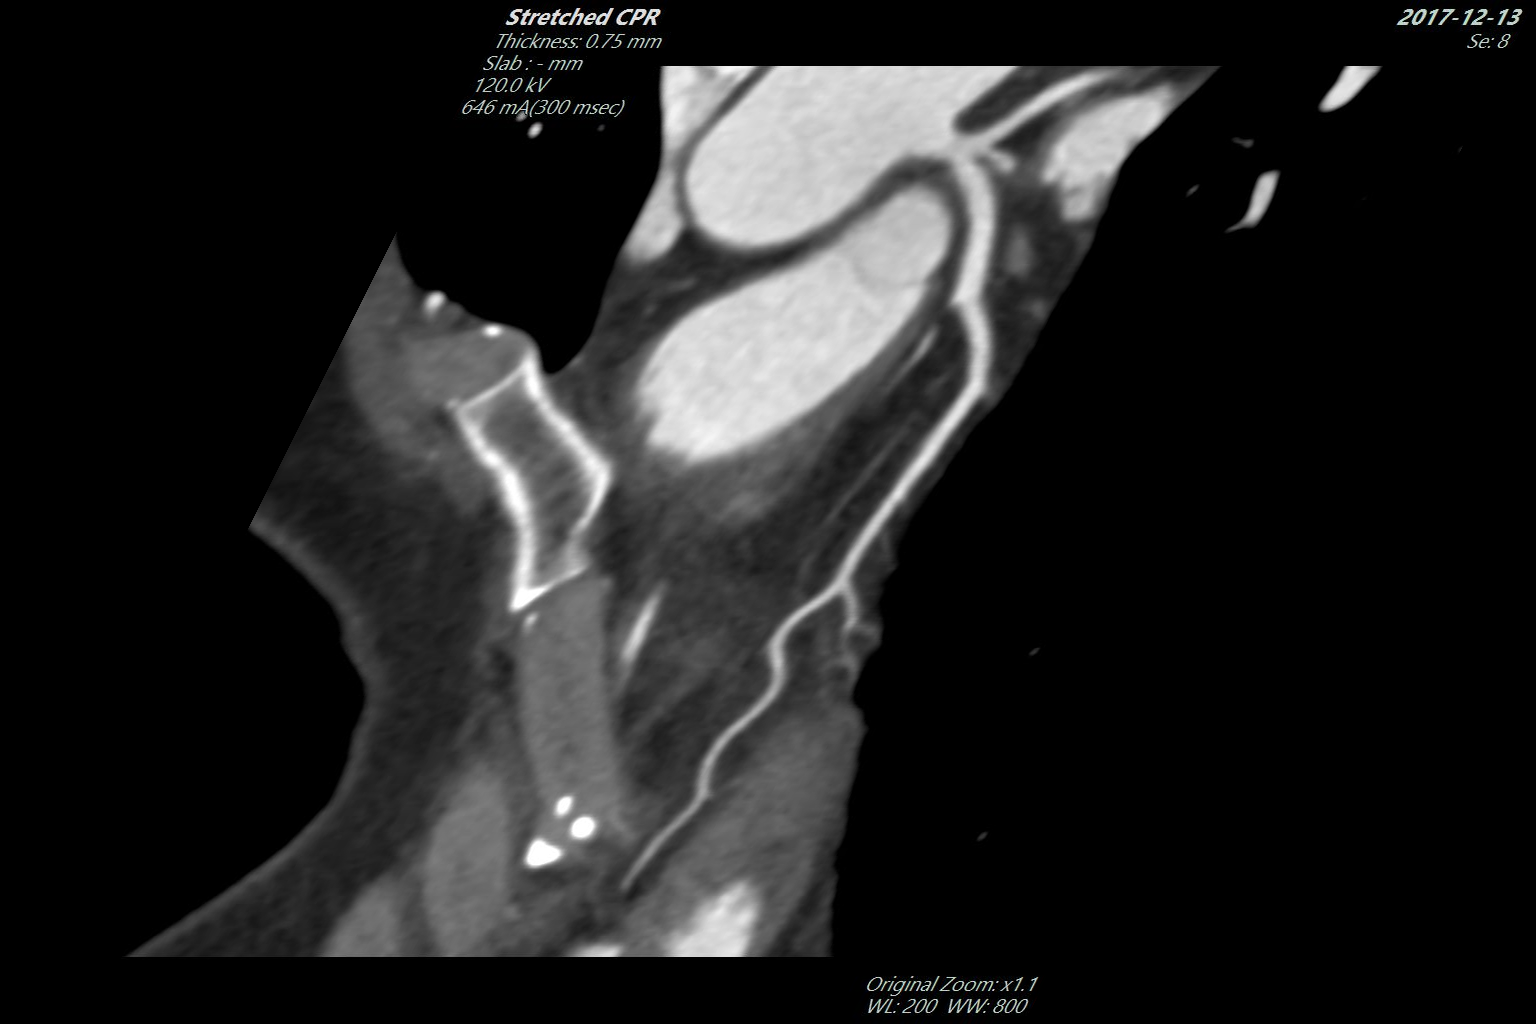 Stretched CPR
Thickness: 0.75 mm
Slab : - mm
120.0 kV
646 mA(300 msec)
2017-12-13
Se: 8
Original Zoom: x1.1
WL: 200 WW: 800